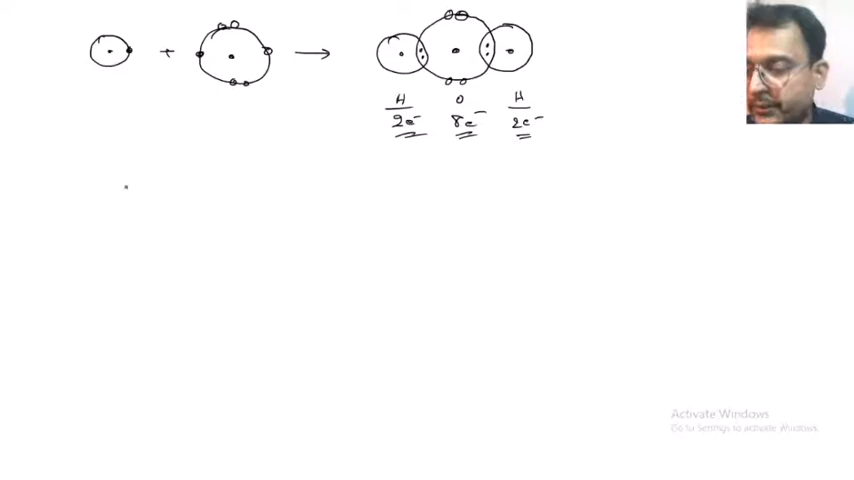 + →
H O H
2e⁻ 8e⁻ 2e⁻
Activate Windows
Go to Settings to activate Windows.